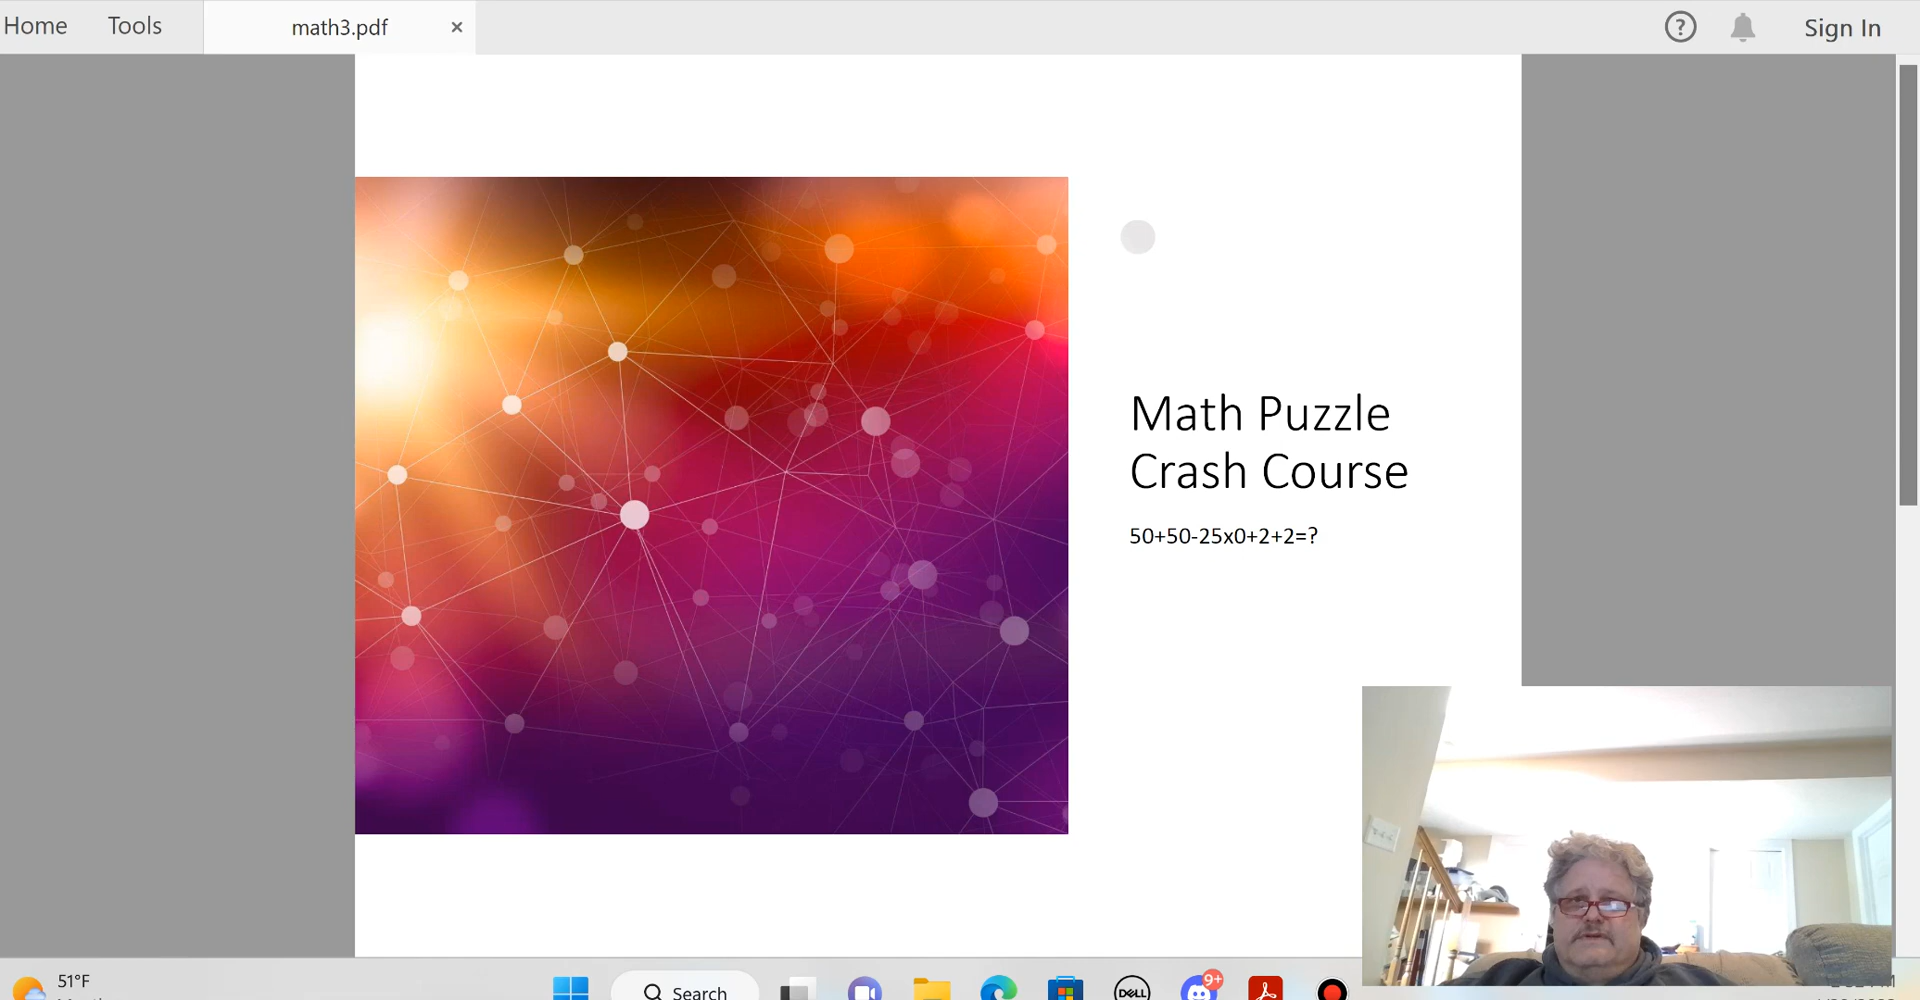 Home Tools math3.pdf × ? Sign In
Math Puzzle
Crash Course
50+50-25x0+2+2=?
51°F
Search DELL 9+